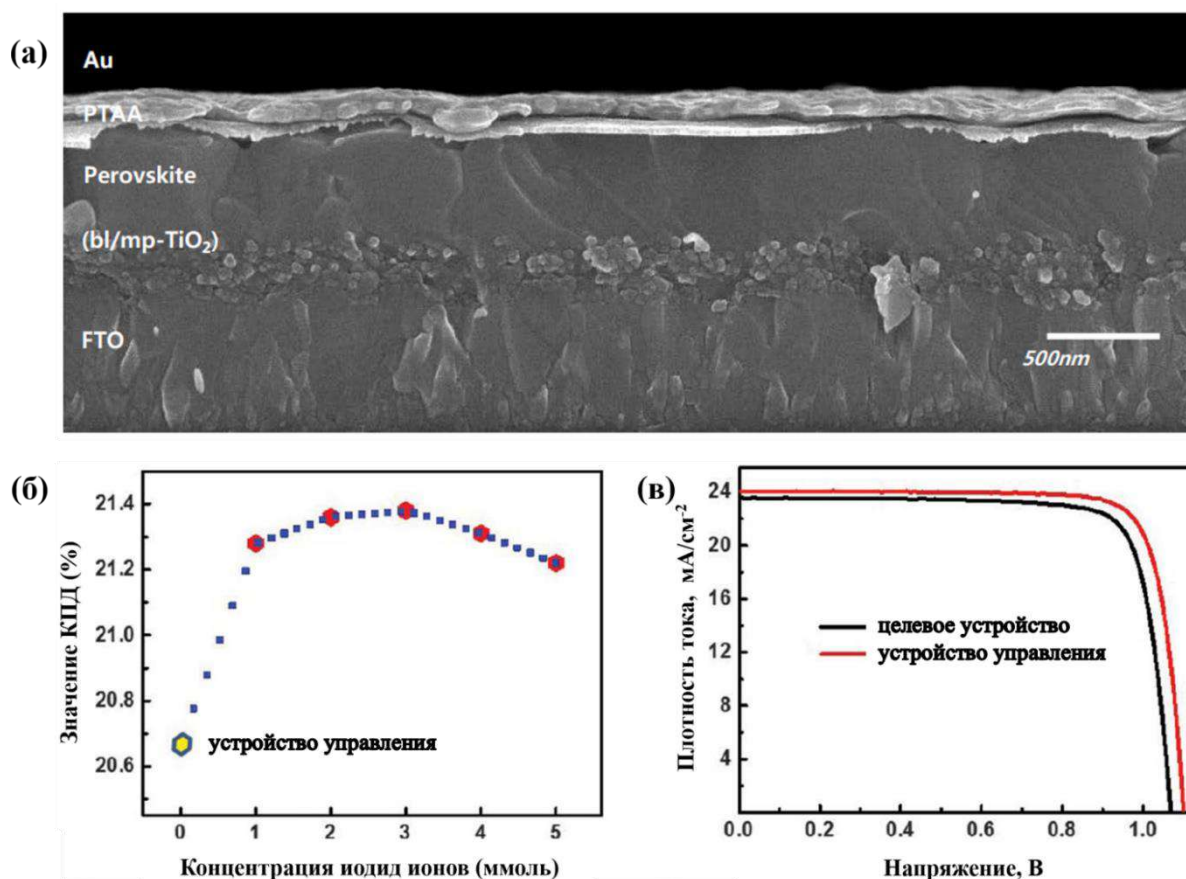 (а)
Au
PTAA
Perovskite
(bl/mp-TiO₂)
FTO
500nm
(б)
Значение КПД (%)
21.4
21.2
21.0
20.8
20.6
устройство управления
0 1 2 3 4 5
Концентрация иодид ионов (ммоль)
(в)
Плотность тока, мА/см⁻²
24
20
16
12
8
4
целевое устройство
устройство управления
0.0 0.2 0.4 0.6 0.8 1.0
Напряжение, В